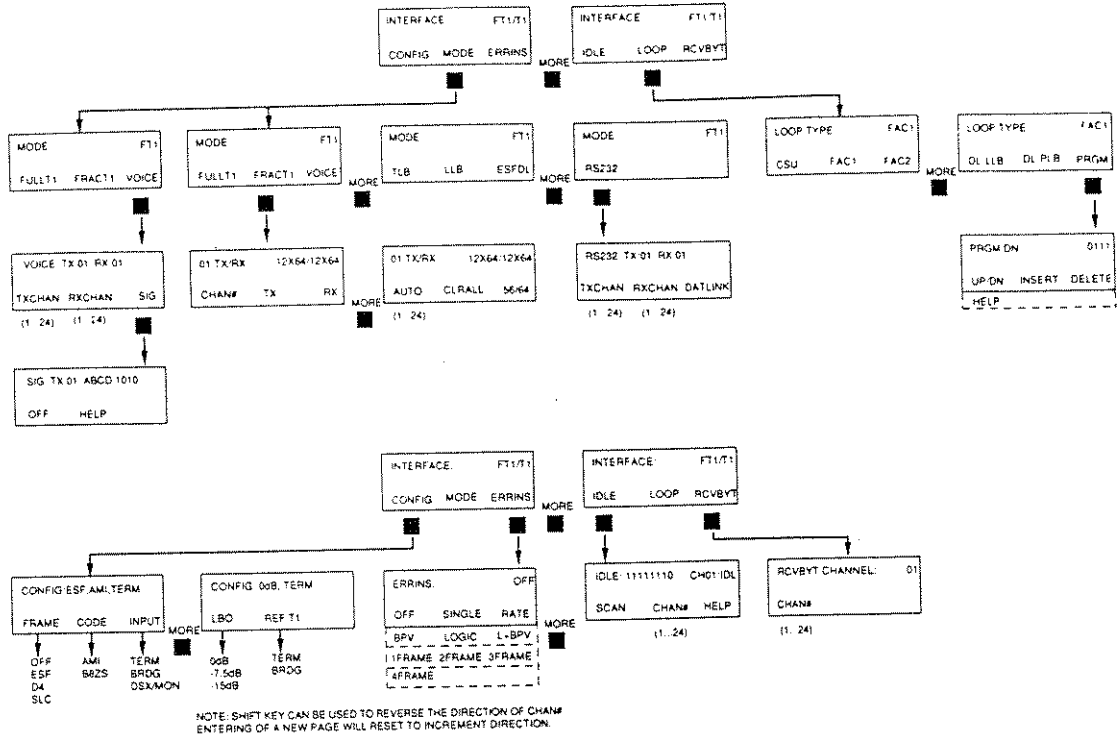 INTERFACE FT1/T1
CONFIG MODE ERRINS
MORE
INTERFACE FT1/T1
IDLE LOOP RCVBYT
MODE FT1
FULLT1 FRACT1 VOICE
MODE FT1
FULLT1 FRACT1 VOICE
MORE
MODE FT1
TLB LLB ESFDL
MORE
MODE FT1
RS232
LOOP TYPE FAC1
CSU FAC1 FAC2
MORE
LOOP TYPE FAC1
DL LLB DL PLB PRGM
VOICE TX:01 RX:01
TXCHAN RXCHAN SIG
(1..24) (1..24)
01 TX/RX 12X64/12X64
CHAN# TX RX
MORE
01 TX/RX 12X64/12X64
AUTO CLRALL 56/64
(1..24)
RS232 TX:01 RX:01
TXCHAN RXCHAN DATLINK
(1..24) (1..24)
PRGM DN 0111
UP/DN INSERT DELETE
HELP
SIG TX:01 ABCD:1010
OFF HELP
INTERFACE: FT1/T1
CONFIG MODE ERRINS
MORE
INTERFACE: FT1/T1
IDLE LOOP RCVBYT
CONFIG:ESF,AMI,TERM
FRAME CODE INPUT
MORE
CONFIG: 0dB, TERM
LBO REF T1
OFF
ESF
D4
SLC
AMI
B8ZS
TERM
BRDG
DSX/MON
0dB
-7.5dB
-15dB
TERM
BRDG
ERRINS: OFF
OFF SINGLE RATE
BPV LOGIC L+BPV
1FRAME 2FRAME 3FRAME
4FRAME
MORE
IDLE: 11111110 CH01:IDL
SCAN CHAN# HELP
(1..24)
RCVBYT CHANNEL: 01
CHAN#
(1..24)
NOTE: SHIFT KEY CAN BE USED TO REVERSE THE DIRECTION OF CHAN#
ENTERING OF A NEW PAGE WILL RESET TO INCREMENT DIRECTION.